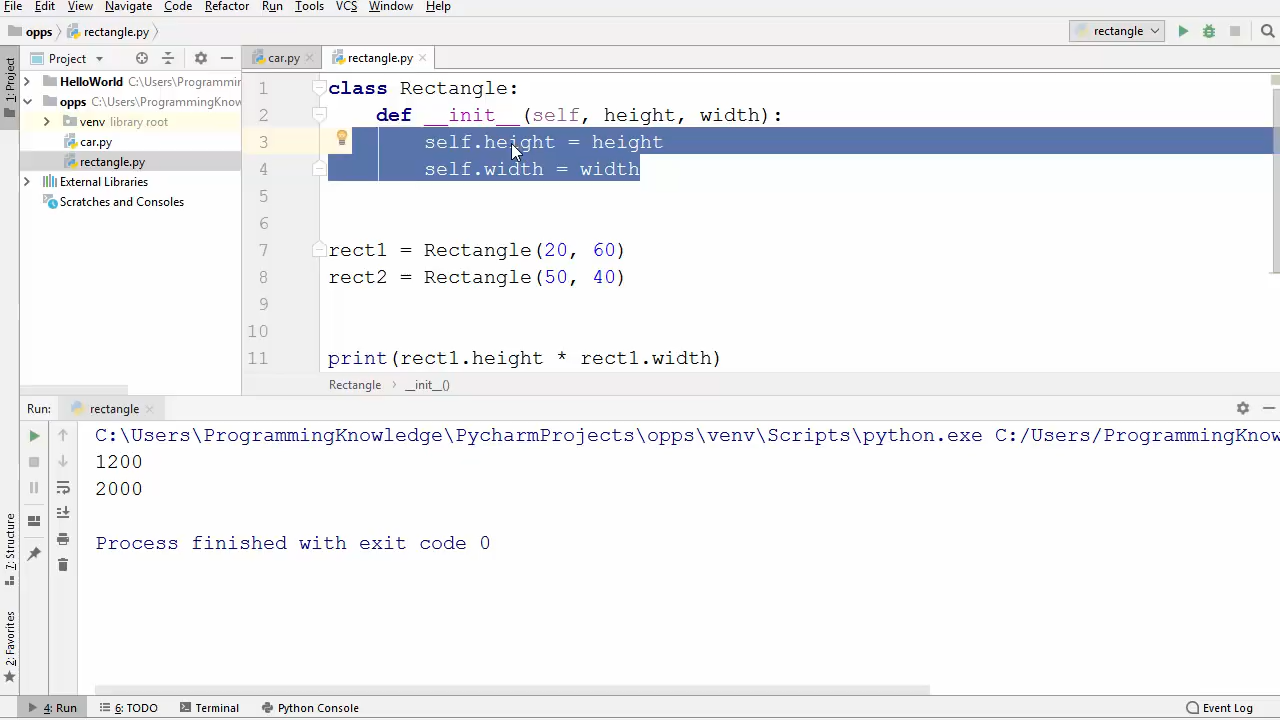 File Edit View Navigate Code Refactor Run Tools VCS Window Help
opps rectangle.py rectangle
Project car.py rectangle.py
1: Project
HelloWorld C:\Users\Programmin
opps C:\Users\ProgrammingKnow
venv library root
car.py
rectangle.py
External Libraries
Scratches and Consoles
1 class Rectangle:
2 def __init__(self, height, width):
3 self.height = height
4 self.width = width
5
6
7 rect1 = Rectangle(20, 60)
8 rect2 = Rectangle(50, 40)
9
10
11 print(rect1.height * rect1.width)
Rectangle __init__()
Run: rectangle
C:\Users\ProgrammingKnowledge\PycharmProjects\opps\venv\Scripts\python.exe C:/Users/ProgrammingKnow
1200
2000
Process finished with exit code 0
7: Structure
2: Favorites
4: Run 6: TODO Terminal Python Console Event Log